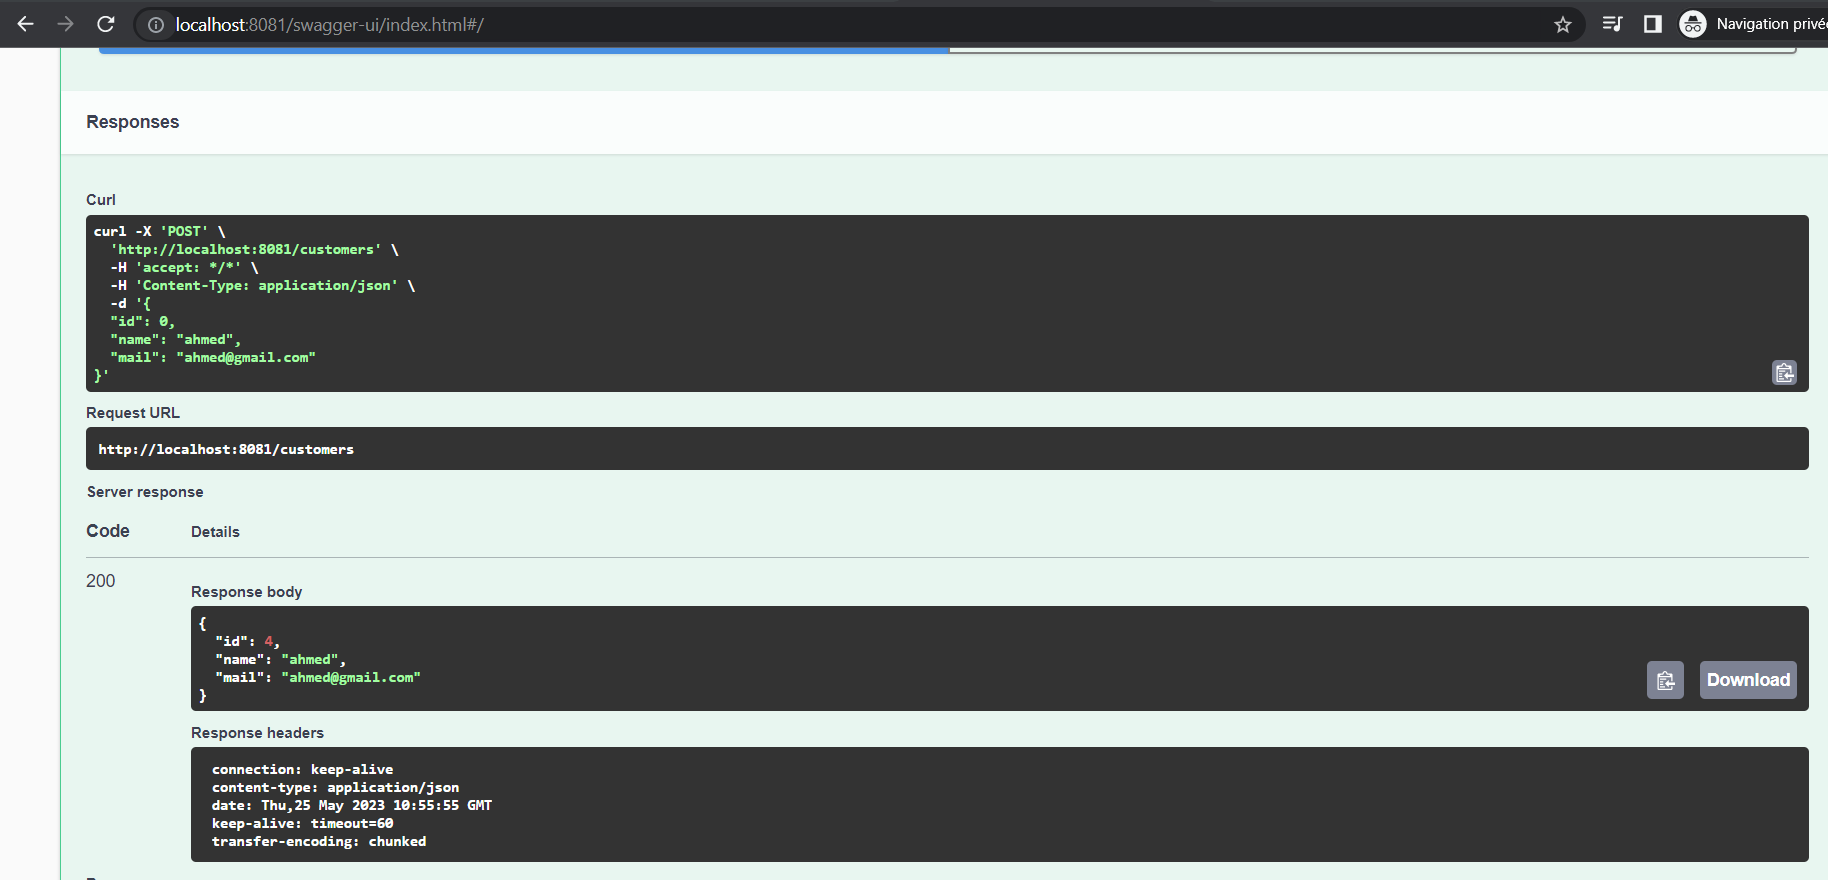 localhost:8081/swagger-ui/index.html#/
Navigation privé
Responses
Curl
curl -X 'POST' \
'http://localhost:8081/customers' \
-H 'accept: */*' \
-H 'Content-Type: application/json' \
-d '{
"id": 0,
"name": "ahmed",
"mail": "ahmed@gmail.com"
}'
Request URL
http://localhost:8081/customers
Server response
Code Details
200
Response body
{
"id": 4,
"name": "ahmed",
"mail": "ahmed@gmail.com"
}
Download
Response headers
connection: keep-alive
content-type: application/json
date: Thu,25 May 2023 10:55:55 GMT
keep-alive: timeout=60
transfer-encoding: chunked